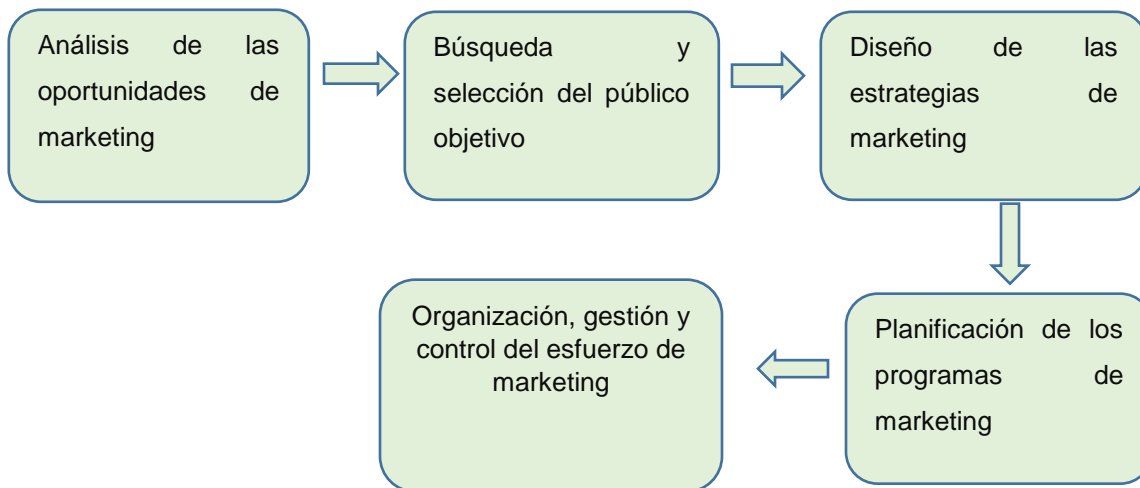 Análisis de las
oportunidades de
marketing
Búsqueda y
selección del público
objetivo
Diseño de las
estrategias de
marketing
Planificación de los
programas de
marketing
Organización, gestión y
control del esfuerzo de
marketing